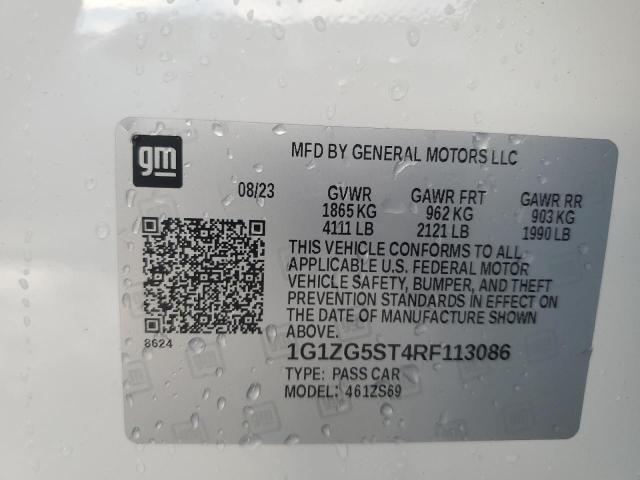 gm
MFD BY GENERAL MOTORS LLC
08/23 GVWR GAWR FRT GAWR RR
1865 KG 962 KG 903 KG
4111 LB 2121 LB 1990 LB
THIS VEHICLE CONFORMS TO ALL
APPLICABLE U.S. FEDERAL MOTOR
VEHICLE SAFETY, BUMPER, AND THEFT
PREVENTION STANDARDS IN EFFECT ON
THE DATE OF MANUFACTURE SHOWN
ABOVE.
8624
1G1ZG5ST4RF113086
TYPE: PASS CAR
MODEL: 461ZS69